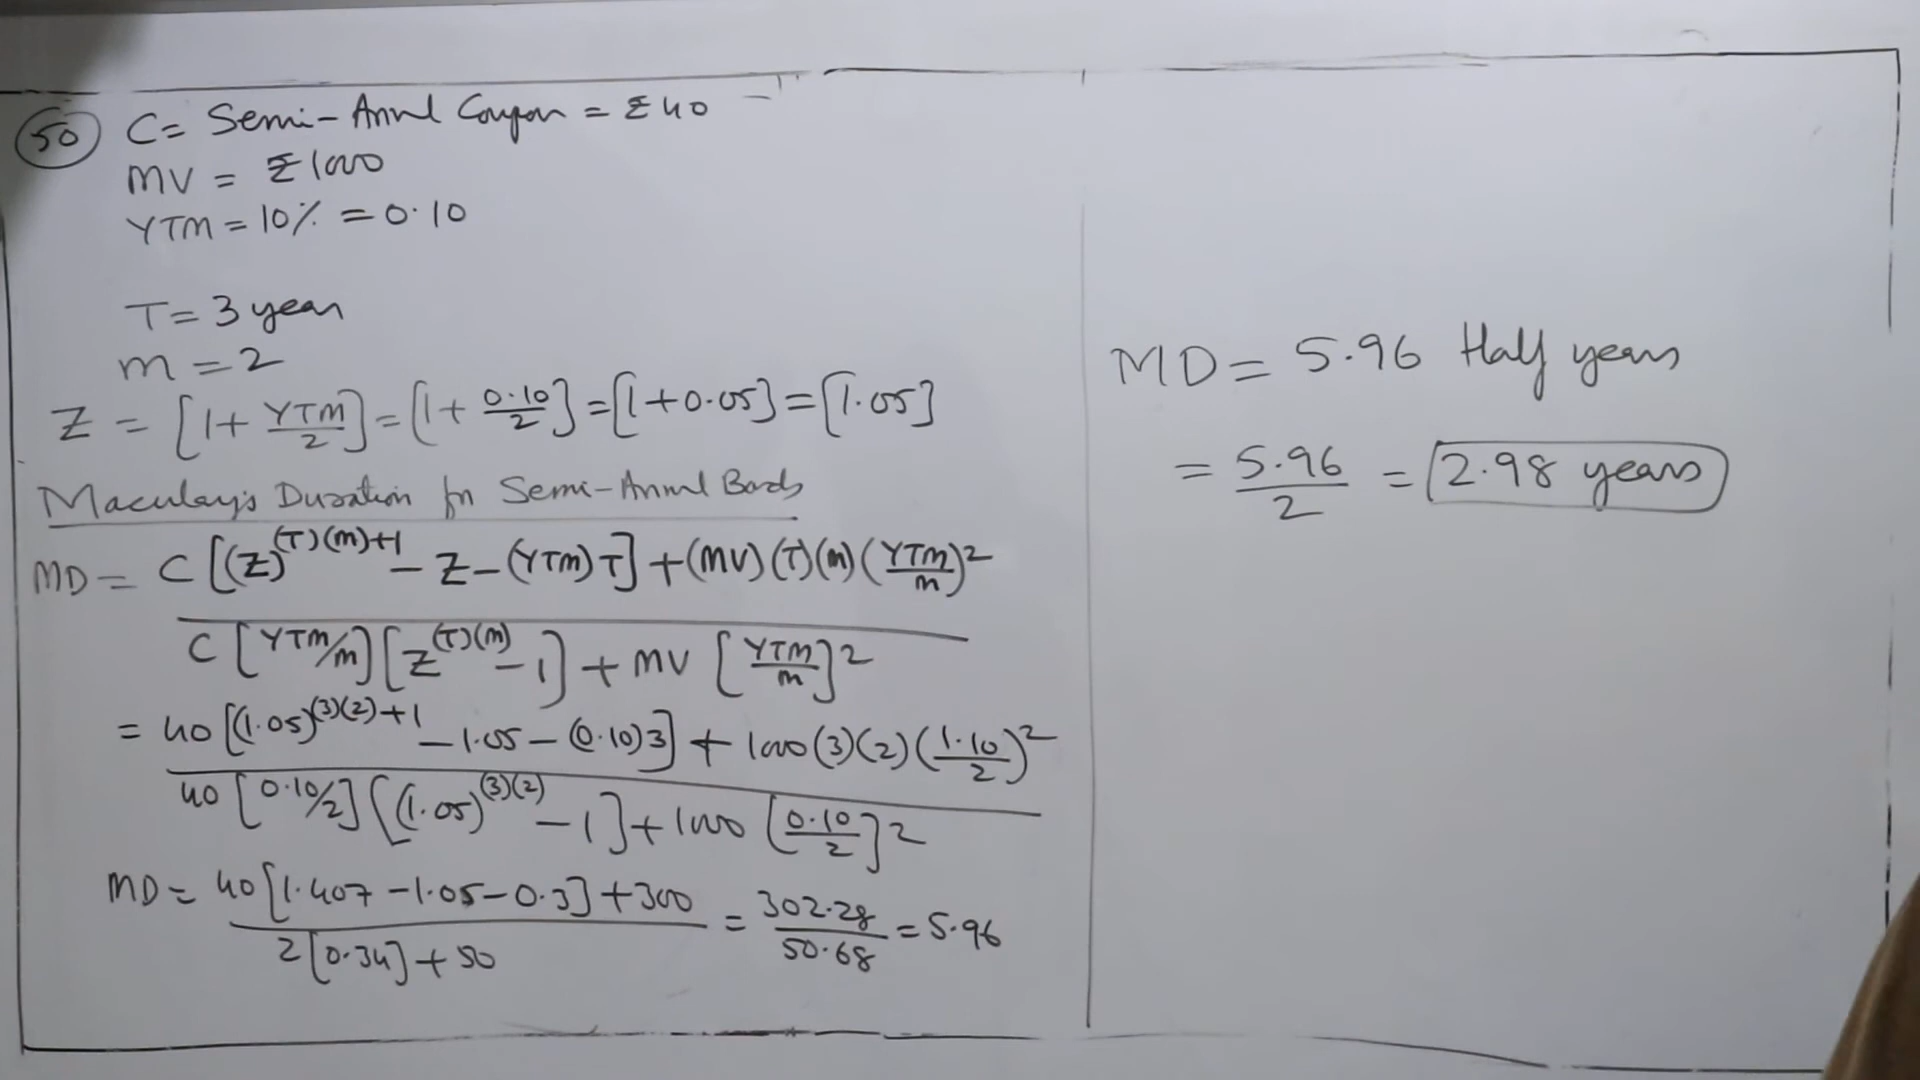 50 C = Semi-Annul Coupon = ₹40
MV = ₹1000
YTM = 10% = 0.10
T = 3 year
m = 2
Z = [1 + YTM/2] = [1 + 0.10/2] = [1 + 0.05] = [1.05]
Maculay's Duration for Semi-Annul Bonds
MD = C [(Z)^(T)(m)+1 - Z - (YTM) T] + (MV) (T) (m) (YTM/m)^2
C [YTM/m] [Z^(T)(m) - 1] + MV [YTM/m]^2
= 40 [(1.05)^(3)(2)+1 - 1.05 - (0.10) 3] + 1000 (3) (2) (1.10/2)^2
40 [0.10/2] [(1.05)^(3)(2) - 1] + 1000 [0.10/2]^2
MD = 40 [1.407 - 1.05 - 0.3] + 300 = 302.28/50.68 = 5.96
2 [0.34] + 50
MD = 5.96 Half years
= 5.96/2 = 2.98 years